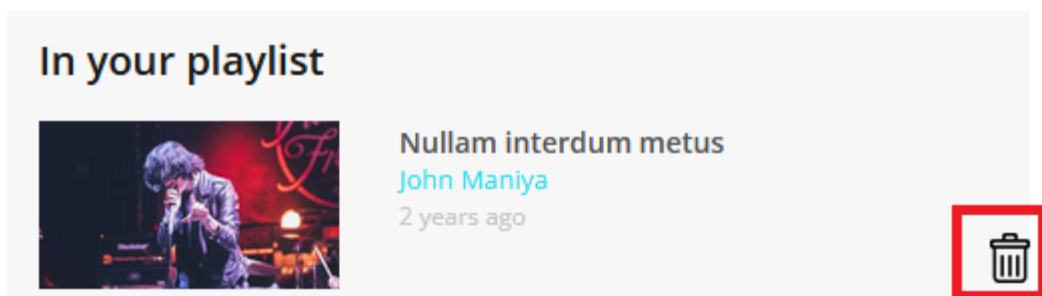 In your playlist
Nullam interdum metus
John Maniya
2 years ago